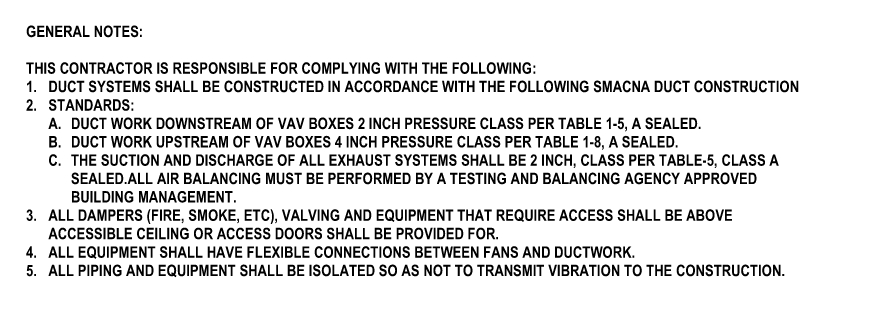 GENERAL NOTES:
THIS CONTRACTOR IS RESPONSIBLE FOR COMPLYING WITH THE FOLLOWING:
1. DUCT SYSTEMS SHALL BE CONSTRUCTED IN ACCORDANCE WITH THE FOLLOWING SMACNA DUCT CONSTRUCTION
2. STANDARDS:
A. DUCT WORK DOWNSTREAM OF VAV BOXES 2 INCH PRESSURE CLASS PER TABLE 1-5, A SEALED.
B. DUCT WORK UPSTREAM OF VAV BOXES 4 INCH PRESSURE CLASS PER TABLE 1-8, A SEALED.
C. THE SUCTION AND DISCHARGE OF ALL EXHAUST SYSTEMS SHALL BE 2 INCH, CLASS PER TABLE-5, CLASS A
SEALED.ALL AIR BALANCING MUST BE PERFORMED BY A TESTING AND BALANCING AGENCY APPROVED
BUILDING MANAGEMENT.
3. ALL DAMPERS (FIRE, SMOKE, ETC), VALVING AND EQUIPMENT THAT REQUIRE ACCESS SHALL BE ABOVE
ACCESSIBLE CEILING OR ACCESS DOORS SHALL BE PROVIDED FOR.
4. ALL EQUIPMENT SHALL HAVE FLEXIBLE CONNECTIONS BETWEEN FANS AND DUCTWORK.
5. ALL PIPING AND EQUIPMENT SHALL BE ISOLATED SO AS NOT TO TRANSMIT VIBRATION TO THE CONSTRUCTION.